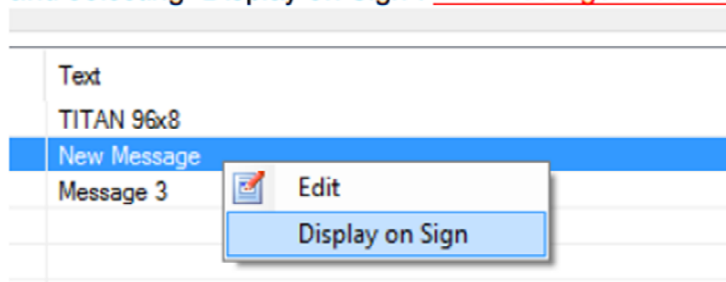 Text
TITAN 96x8
New Message
Message 3
Edit
Display on Sign